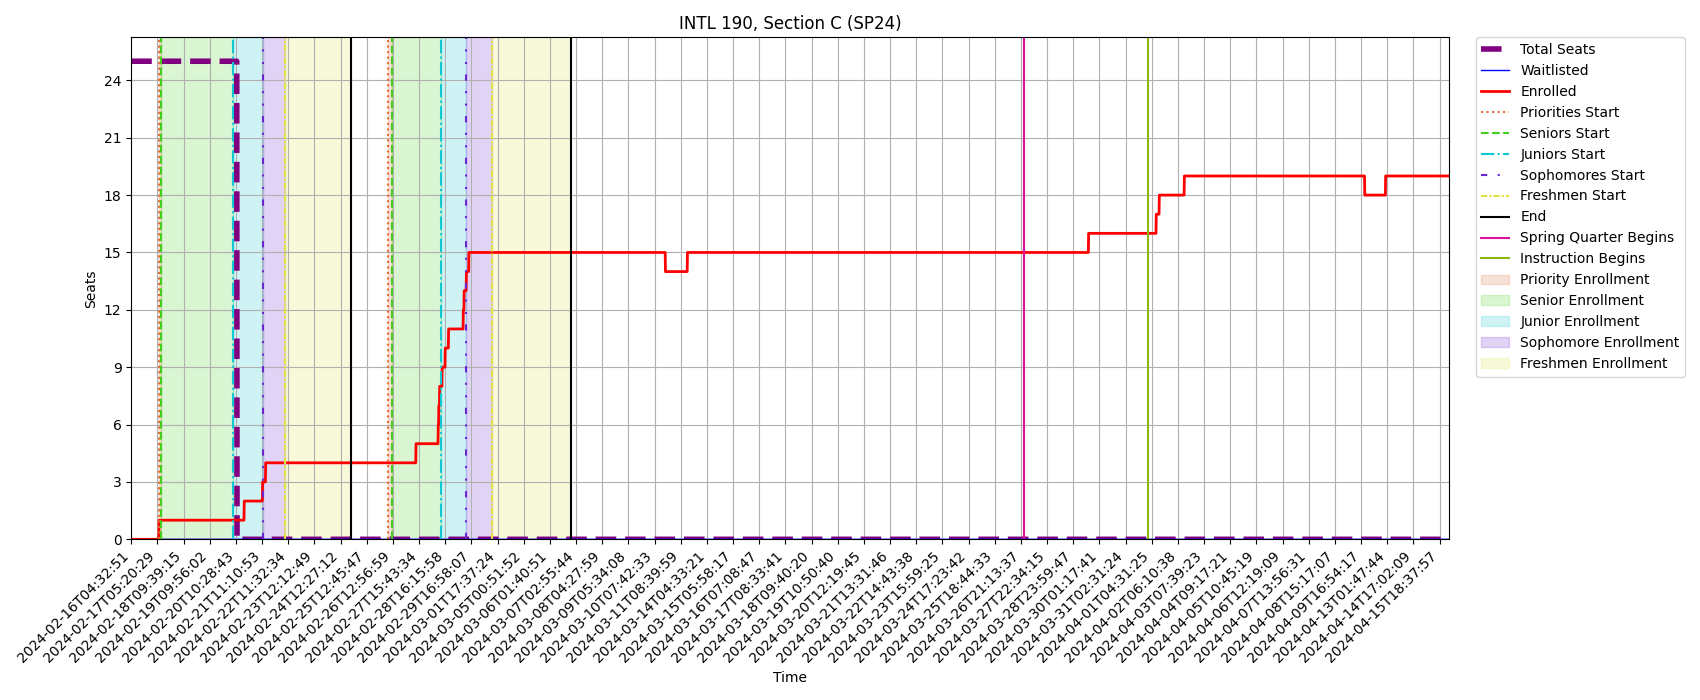 INTL 190, Section C (SP24)
Seats
24
21
18
15
12
9
6
3
0
2024-02-16T04:32:51
2024-02-17T05:20:29
2024-02-18T09:39:15
2024-02-19T09:56:02
2024-02-20T10:28:43
2024-02-21T11:10:53
2024-02-22T11:32:34
2024-02-23T12:12:49
2024-02-24T12:27:12
2024-02-25T12:45:47
2024-02-26T12:56:59
2024-02-27T15:43:34
2024-02-28T16:15:58
2024-02-29T16:58:07
2024-03-01T17:37:24
2024-03-05T00:51:52
2024-03-06T01:40:51
2024-03-07T02:55:44
2024-03-08T04:27:59
2024-03-09T05:34:08
2024-03-10T07:42:33
2024-03-11T08:39:59
2024-03-14T04:33:21
2024-03-15T05:58:17
2024-03-16T07:08:47
2024-03-17T08:33:41
2024-03-18T09:40:20
2024-03-19T10:50:40
2024-03-20T12:19:45
2024-03-21T13:31:46
2024-03-22T14:43:38
2024-03-23T15:59:25
2024-03-24T17:23:42
2024-03-25T18:44:33
2024-03-26T21:13:37
2024-03-27T22:34:15
2024-03-28T23:59:47
2024-03-30T01:17:41
2024-03-31T02:31:24
2024-04-01T04:31:25
2024-04-02T06:10:38
2024-04-03T07:39:23
2024-04-04T09:17:21
2024-04-05T10:45:19
2024-04-06T12:19:09
2024-04-07T13:56:31
2024-04-08T15:17:07
2024-04-09T16:54:17
2024-04-13T01:47:44
2024-04-14T17:02:09
2024-04-15T18:37:57
Time
Total Seats
Waitlisted
Enrolled
Priorities Start
Seniors Start
Juniors Start
Sophomores Start
Freshmen Start
End
Spring Quarter Begins
Instruction Begins
Priority Enrollment
Senior Enrollment
Junior Enrollment
Sophomore Enrollment
Freshmen Enrollment